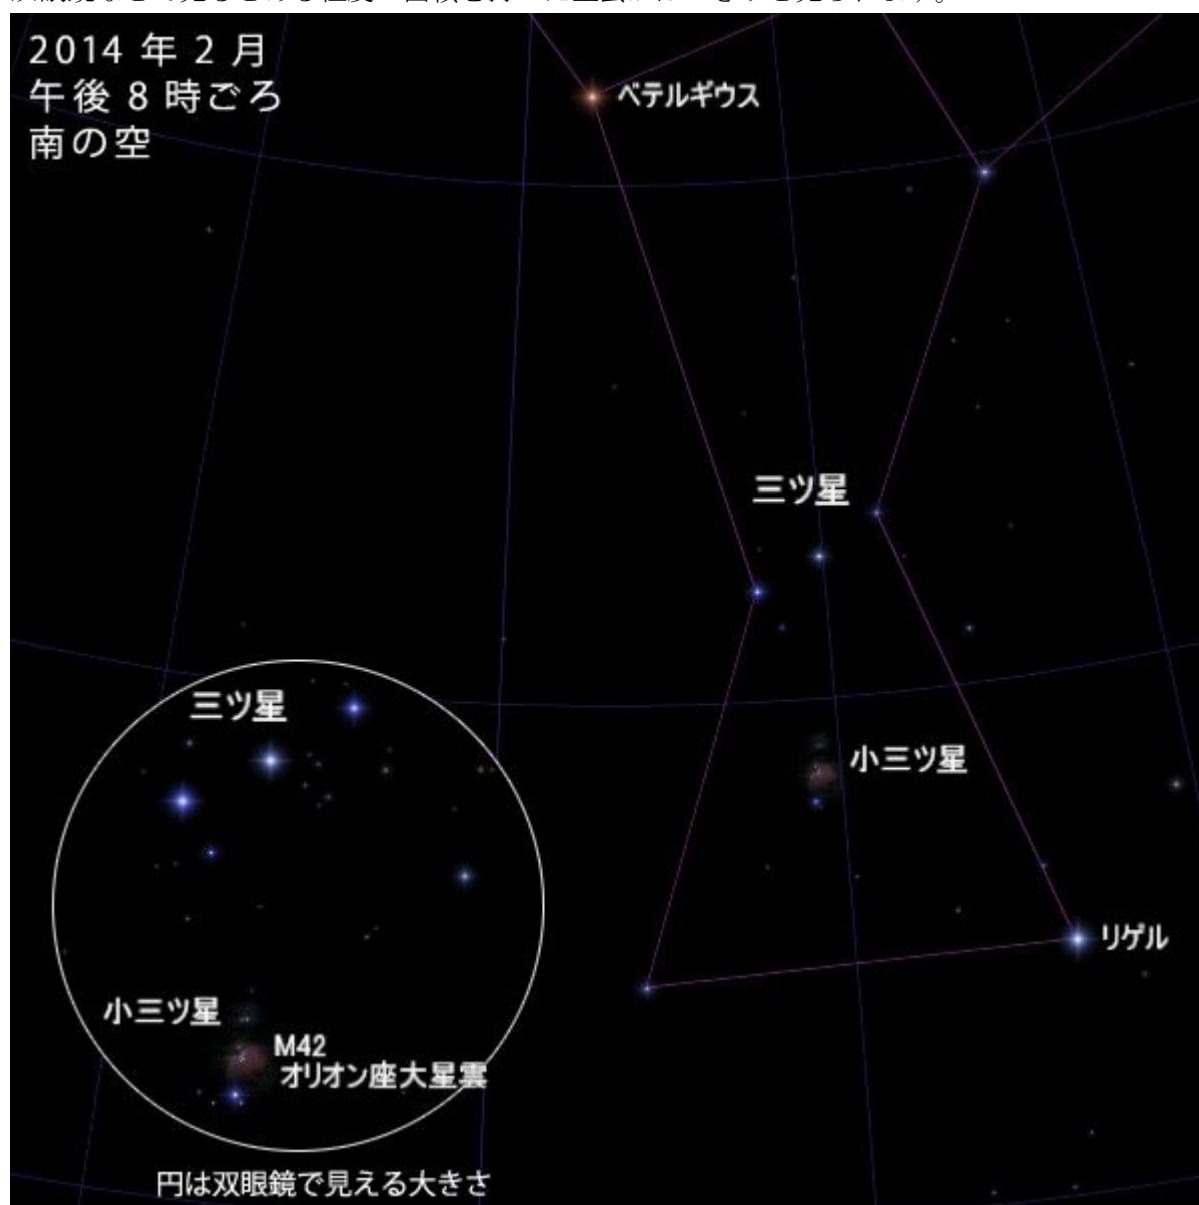 2014 年 2 月
午後 8 時ごろ
南の空
ベテルギウス
三ツ星
小三ツ星
リゲル
三ツ星
小三ツ星
M42
オリオン座大星雲
円は双眼鏡で見える大きさ